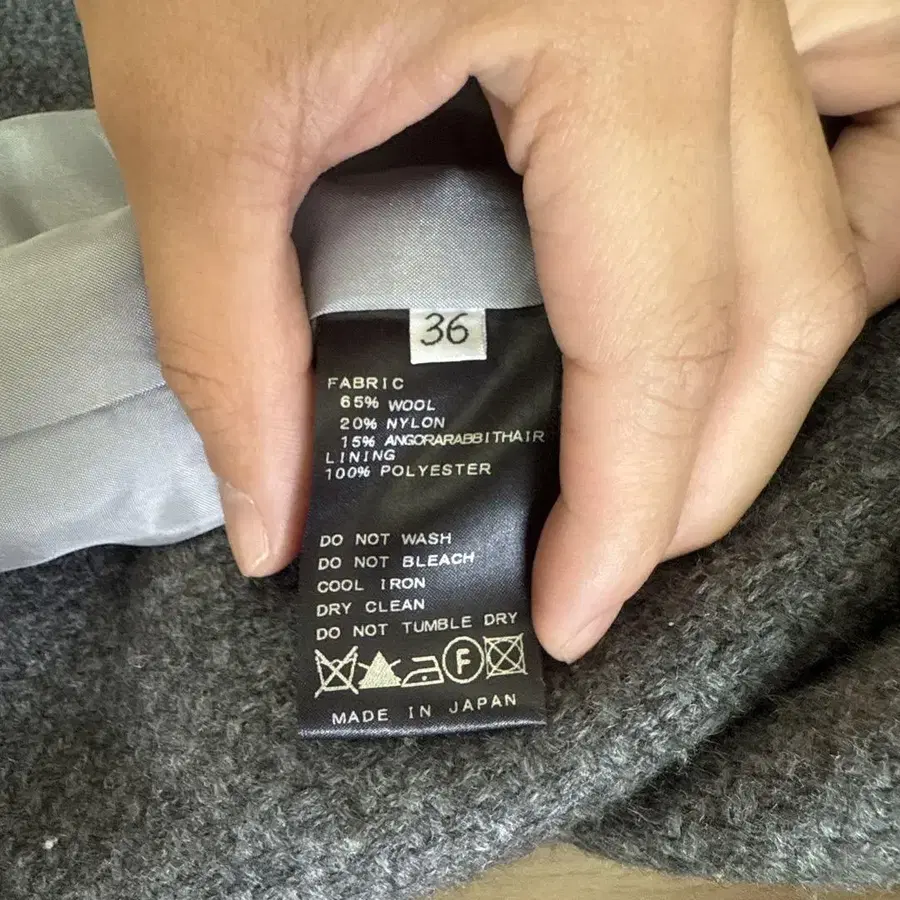 36
FABRIC
65% WOOL
20% NYLON
15% ANGORARABBITHAIR
LINING
100% POLYESTER
DO NOT WASH
DO NOT BLEACH
COOL IRON
DRY CLEAN
DO NOT TUMBLE DRY
F
MADE IN JAPAN